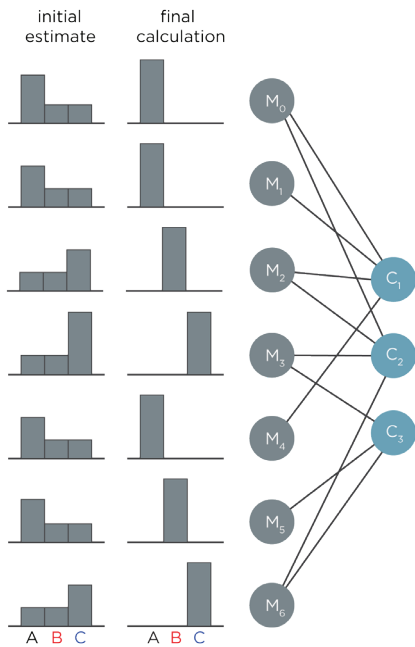 initial estimate
final calculation
M0
M1
C1
M2
C2
M3
C3
M4
M5
M6
A B C
A B C